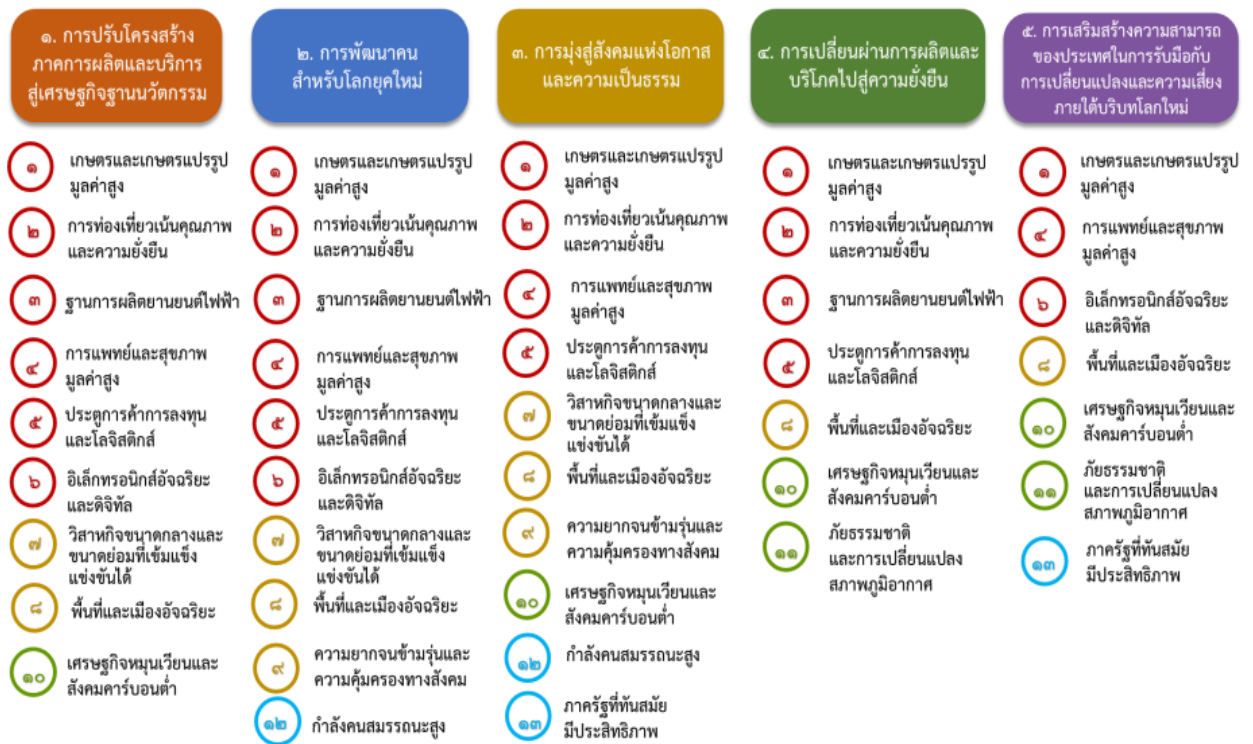 ๑. การปรับโครงสร้าง
ภาคการผลิตและบริการ
สู่เศรษฐกิจฐานนวัตกรรม
๑
เกษตรและเกษตรแปรรูป
มูลค่าสูง
๒
การท่องเที่ยวเน้นคุณภาพ
และความยั่งยืน
๓
ฐานการผลิตยานยนต์ไฟฟ้า
๔
การแพทย์และสุขภาพ
มูลค่าสูง
๕
ประตูการค้าการลงทุน
และโลจิสติกส์
๖
อิเล็กทรอนิกส์อัจฉริยะ
และดิจิทัล
๗
วิสาหกิจขนาดกลางและ
ขนาดย่อมที่เข้มแข็ง
แข่งขันได้
๘
พื้นที่และเมืองอัจฉริยะ
๑๐
เศรษฐกิจหมุนเวียนและ
สังคมคาร์บอนต่ำ
๒. การพัฒนาคน
สำหรับโลกยุคใหม่
๑
เกษตรและเกษตรแปรรูป
มูลค่าสูง
๒
การท่องเที่ยวเน้นคุณภาพ
และความยั่งยืน
๓
ฐานการผลิตยานยนต์ไฟฟ้า
๔
การแพทย์และสุขภาพ
มูลค่าสูง
๕
ประตูการค้าการลงทุน
และโลจิสติกส์
๖
อิเล็กทรอนิกส์อัจฉริยะ
และดิจิทัล
๗
วิสาหกิจขนาดกลางและ
ขนาดย่อมที่เข้มแข็ง
แข่งขันได้
๘
พื้นที่และเมืองอัจฉริยะ
๙
ความยากจนข้ามรุ่นและ
ความคุ้มครองทางสังคม
๑๒
กำลังคนสมรรถนะสูง
๓. การมุ่งสู่สังคมแห่งโอกาส
และความเป็นธรรม
๑
เกษตรและเกษตรแปรรูป
มูลค่าสูง
๒
การท่องเที่ยวเน้นคุณภาพ
และความยั่งยืน
๔
การแพทย์และสุขภาพ
มูลค่าสูง
๕
ประตูการค้าการลงทุน
และโลจิสติกส์
๗
วิสาหกิจขนาดกลางและ
ขนาดย่อมที่เข้มแข็ง
แข่งขันได้
๘
พื้นที่และเมืองอัจฉริยะ
๙
ความยากจนข้ามรุ่นและ
ความคุ้มครองทางสังคม
๑๐
เศรษฐกิจหมุนเวียนและ
สังคมคาร์บอนต่ำ
๑๒
กำลังคนสมรรถนะสูง
๑๓
ภาครัฐที่ทันสมัย
มีประสิทธิภาพ
๔. การเปลี่ยนผ่านการผลิตและ
บริโภคไปสู่ความยั่งยืน
๑
เกษตรและเกษตรแปรรูป
มูลค่าสูง
๒
การท่องเที่ยวเน้นคุณภาพ
และความยั่งยืน
๓
ฐานการผลิตยานยนต์ไฟฟ้า
๕
ประตูการค้าการลงทุน
และโลจิสติกส์
๘
พื้นที่และเมืองอัจฉริยะ
๑๐
เศรษฐกิจหมุนเวียนและ
สังคมคาร์บอนต่ำ
๑๑
ภัยธรรมชาติ
และการเปลี่ยนแปลง
สภาพภูมิอากาศ
๕. การเสริมสร้างความสามารถ
ของประเทศในการรับมือกับ
การเปลี่ยนแปลงและความเสี่ยง
ภายใต้บริบทโลกใหม่
๑
เกษตรและเกษตรแปรรูป
มูลค่าสูง
๔
การแพทย์และสุขภาพ
มูลค่าสูง
๖
อิเล็กทรอนิกส์อัจฉริยะ
และดิจิทัล
๘
พื้นที่และเมืองอัจฉริยะ
๑๐
เศรษฐกิจหมุนเวียนและ
สังคมคาร์บอนต่ำ
๑๑
ภัยธรรมชาติ
และการเปลี่ยนแปลง
สภาพภูมิอากาศ
๑๓
ภาครัฐที่ทันสมัย
มีประสิทธิภาพ